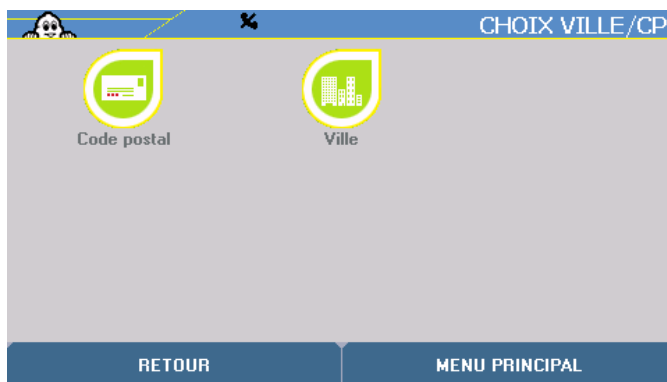 CHOIX VILLE/CP
Code postal
Ville
RETOUR
MENU PRINCIPAL